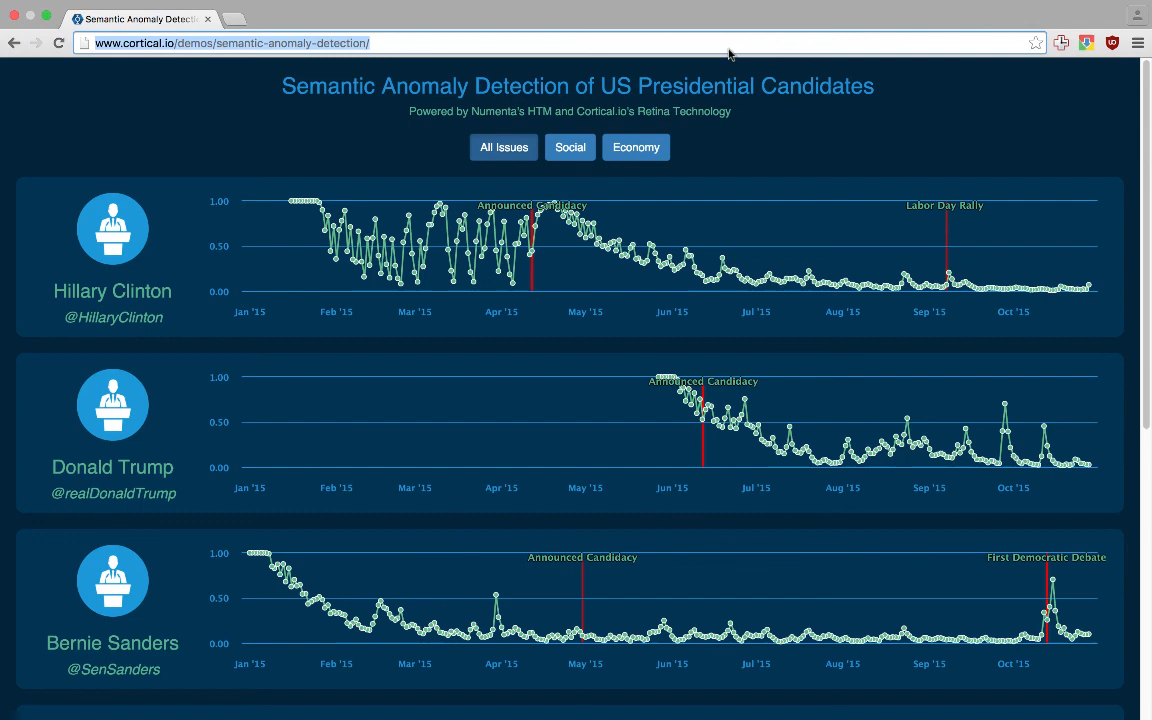 Semantic Anomaly Detectio
www.cortical.io/demos/semantic-anomaly-detection/
Semantic Anomaly Detection of US Presidential Candidates
Powered by Numenta's HTM and Cortical.io's Retina Technology
All Issues Social Economy
1.00
0.50
0.00
Announced Candidacy Labor Day Rally
Hillary Clinton
@HillaryClinton
Jan '15 Feb '15 Mar '15 Apr '15 May '15 Jun '15 Jul '15 Aug '15 Sep '15 Oct '15
1.00
0.50
0.00
Announced Candidacy
Donald Trump
@realDonaldTrump
Jan '15 Feb '15 Mar '15 Apr '15 May '15 Jun '15 Jul '15 Aug '15 Sep '15 Oct '15
1.00
0.50
0.00
Announced Candidacy First Democratic Debate
Bernie Sanders
@SenSanders
Jan '15 Feb '15 Mar '15 Apr '15 May '15 Jun '15 Jul '15 Aug '15 Sep '15 Oct '15